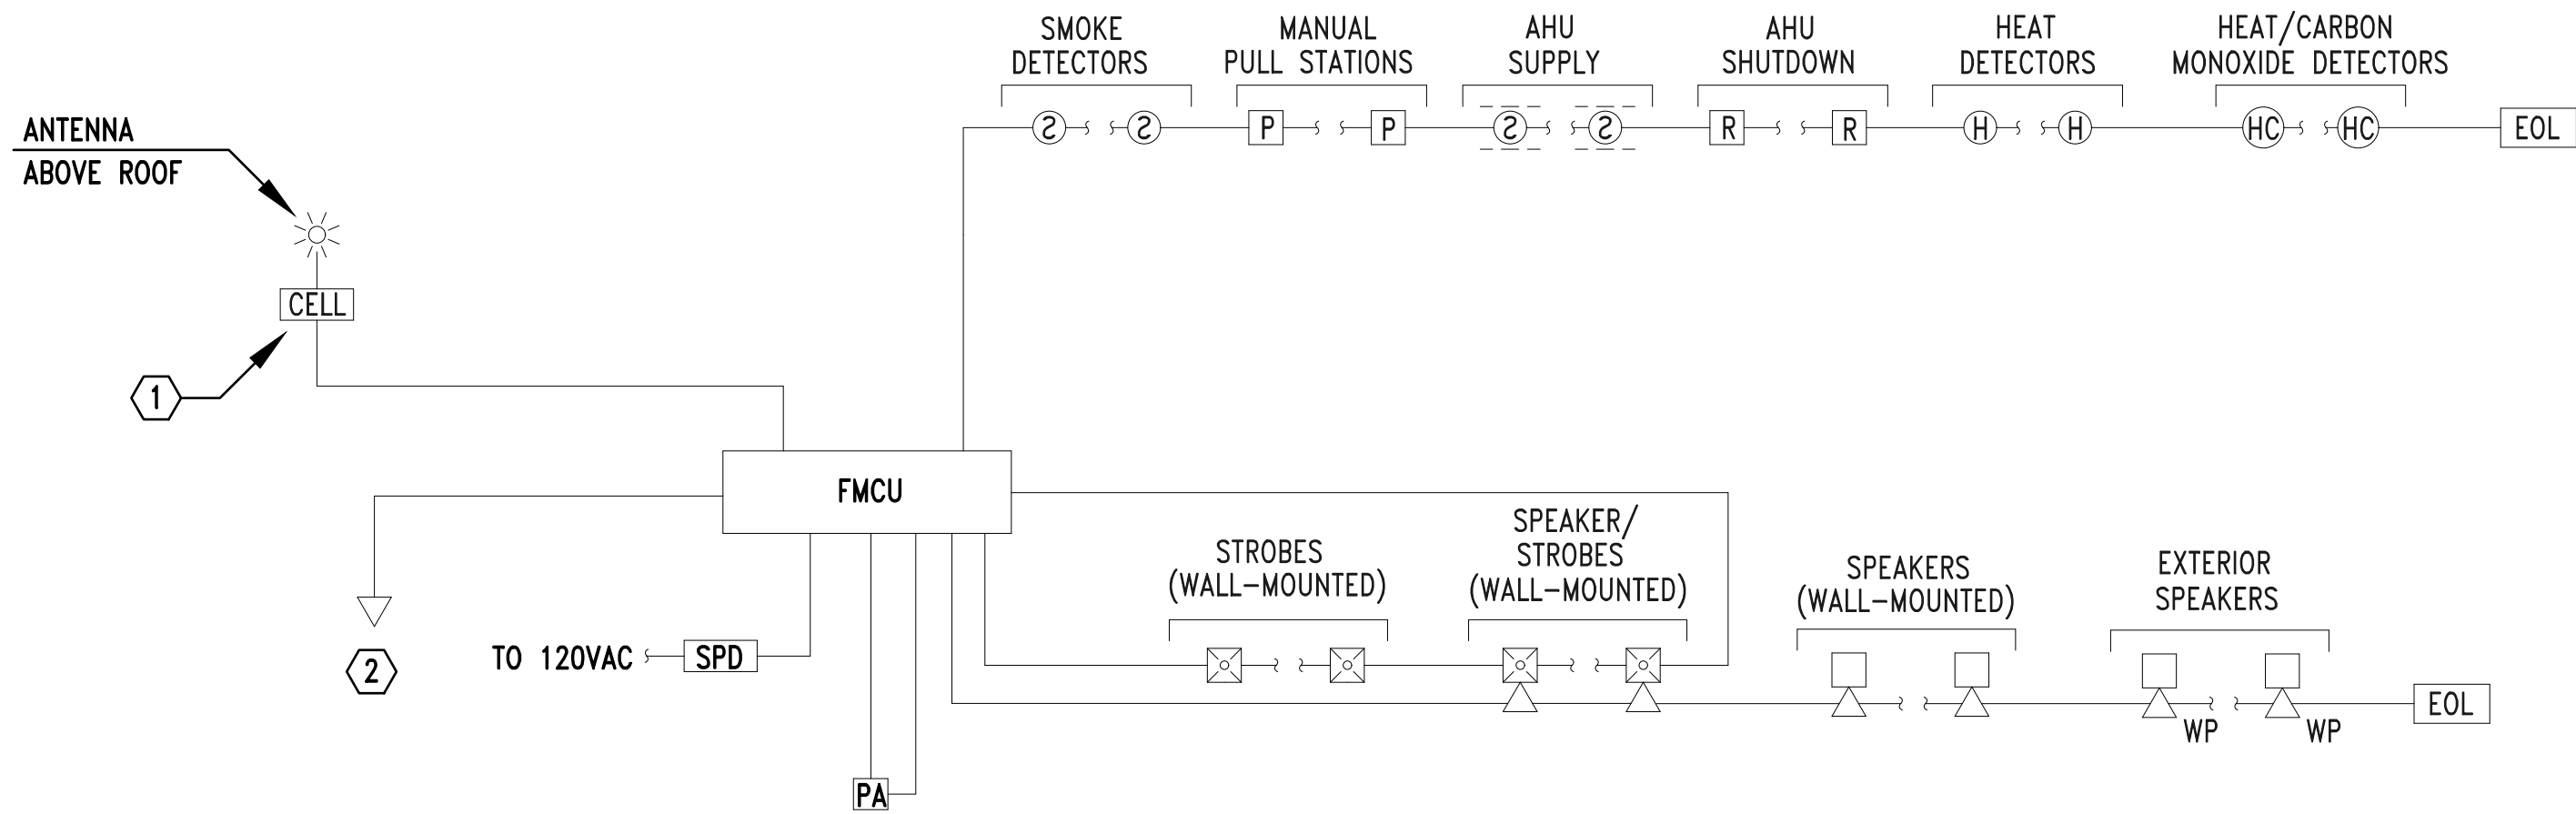 SMOKE
DETECTORS
MANUAL
PULL STATIONS
AHU
SUPPLY
AHU
SHUTDOWN
HEAT
DETECTORS
HEAT/CARBON
MONOXIDE DETECTORS
S
S
P
P
S
S
R
R
H
H
HC
HC
EOL
ANTENNA
ABOVE ROOF
CELL
1
FMCU
2
TO 120VAC
SPD
PA
STROBES
(WALL-MOUNTED)
SPEAKER/
STROBES
(WALL-MOUNTED)
SPEAKERS
(WALL-MOUNTED)
EXTERIOR
SPEAKERS
WP
WP
EOL